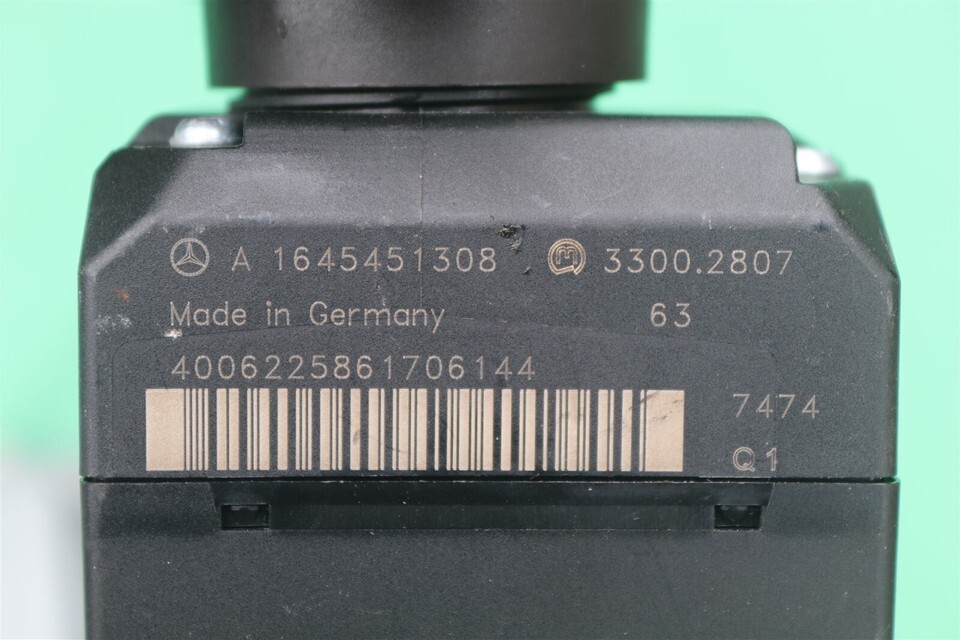 A 1645451308 3300.2807
Made in Germany 63
4006225861706144
7474
Q1